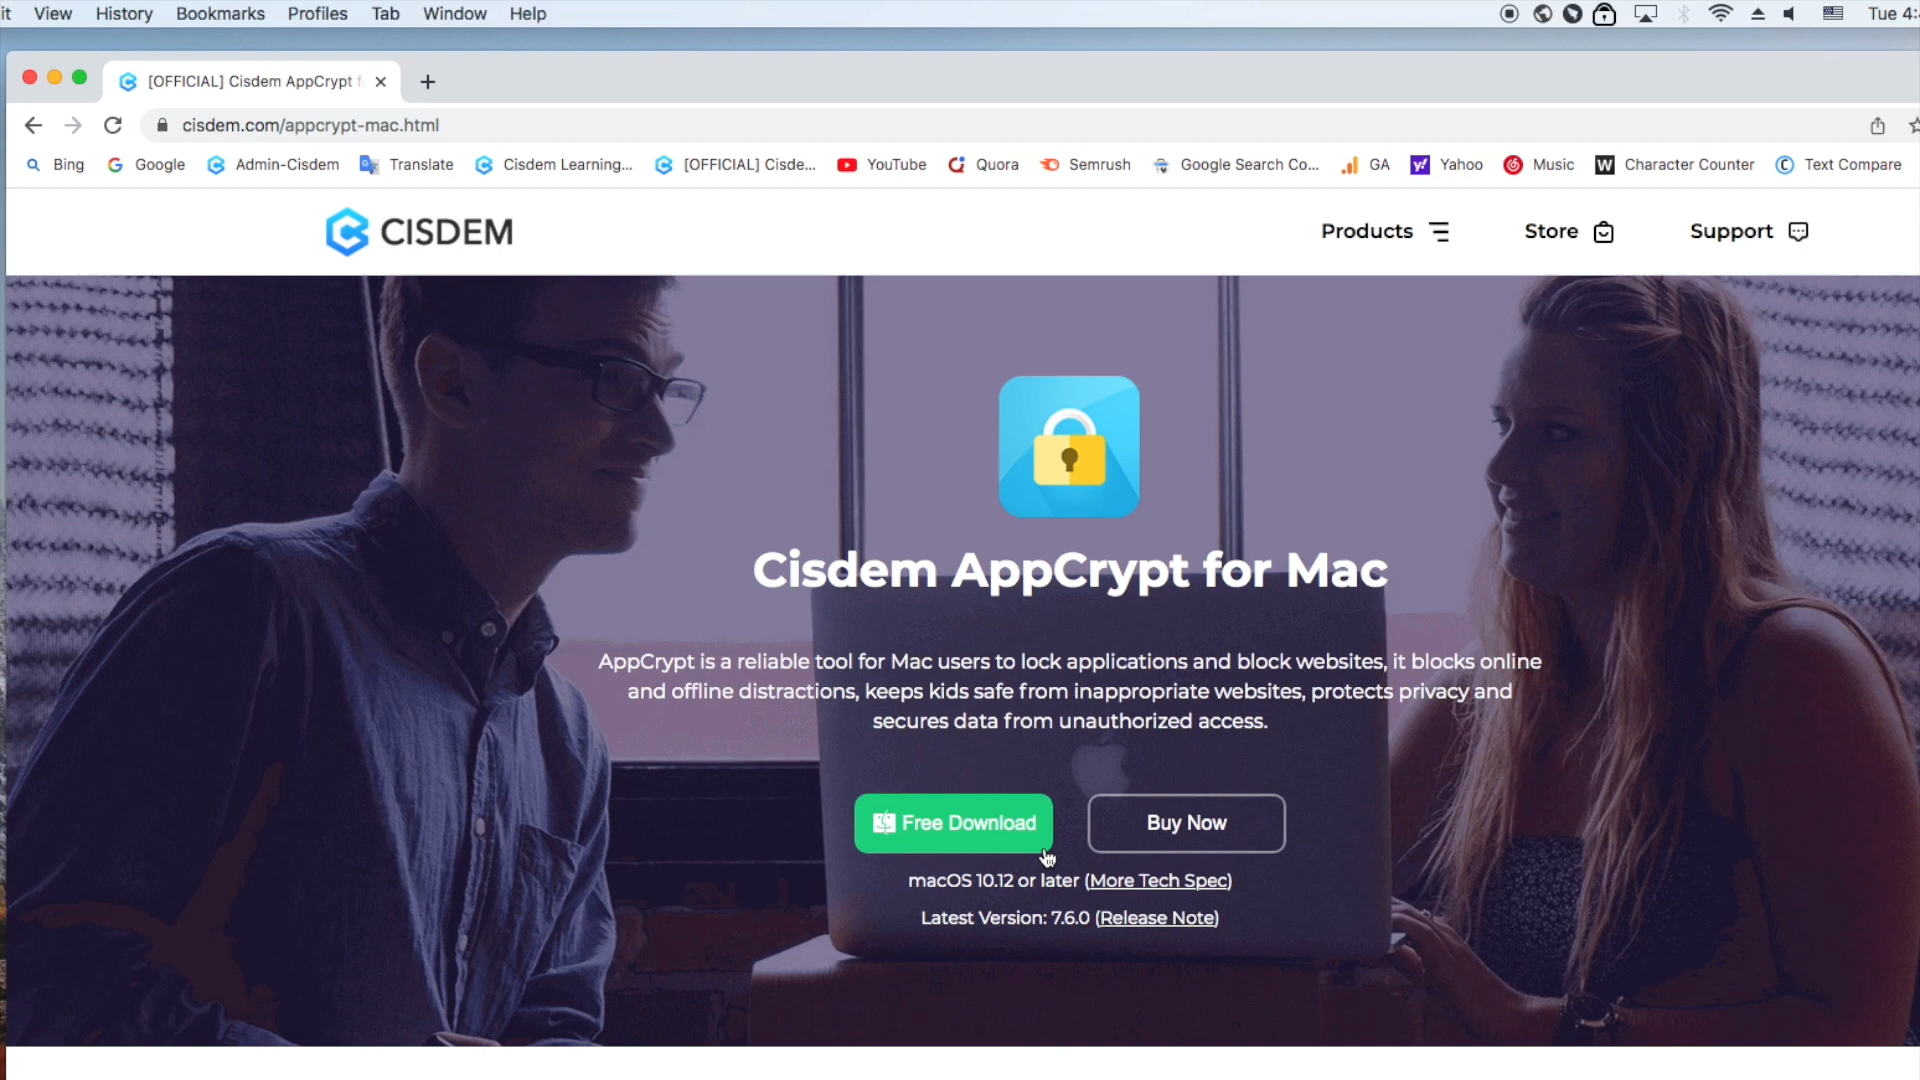 it View History Bookmarks Profiles Tab Window Help Tue 4:
[OFFICIAL] Cisdem AppCrypt f
cisdem.com/appcrypt-mac.html
Bing Google Admin-Cisdem Translate Cisdem Learning... [OFFICIAL] Cisde... YouTube Quora Semrush Google Search Co... GA Yahoo Music Character Counter Text Compare
CISDEM Products Store Support
Cisdem AppCrypt for Mac
AppCrypt is a reliable tool for Mac users to lock applications and block websites, it blocks online
and offline distractions, keeps kids safe from inappropriate websites, protects privacy and
secures data from unauthorized access.
Free Download Buy Now
macOS 10.12 or later (More Tech Spec)
Latest Version: 7.6.0 (Release Note)